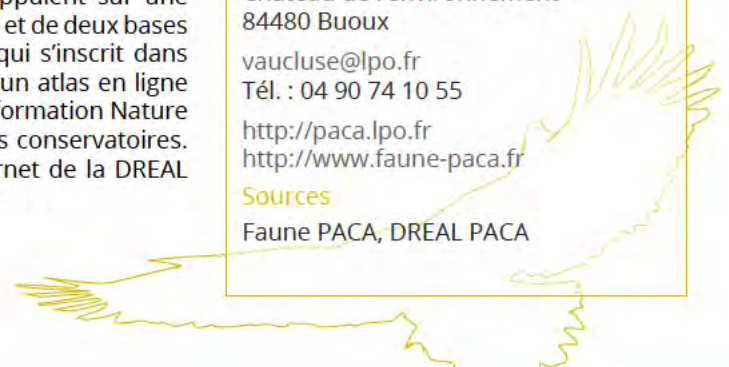 et de deux bases
qui s’inscrit dans
un atlas en ligne
formation Nature
s conservatoires.
rnet de la DREAL
84480 Buoux
vaucluse@lpo.fr
Tél. : 04 90 74 10 55
http://paca.lpo.fr
http://www.faune-paca.fr
Sources
Faune PACA, DREAL PACA